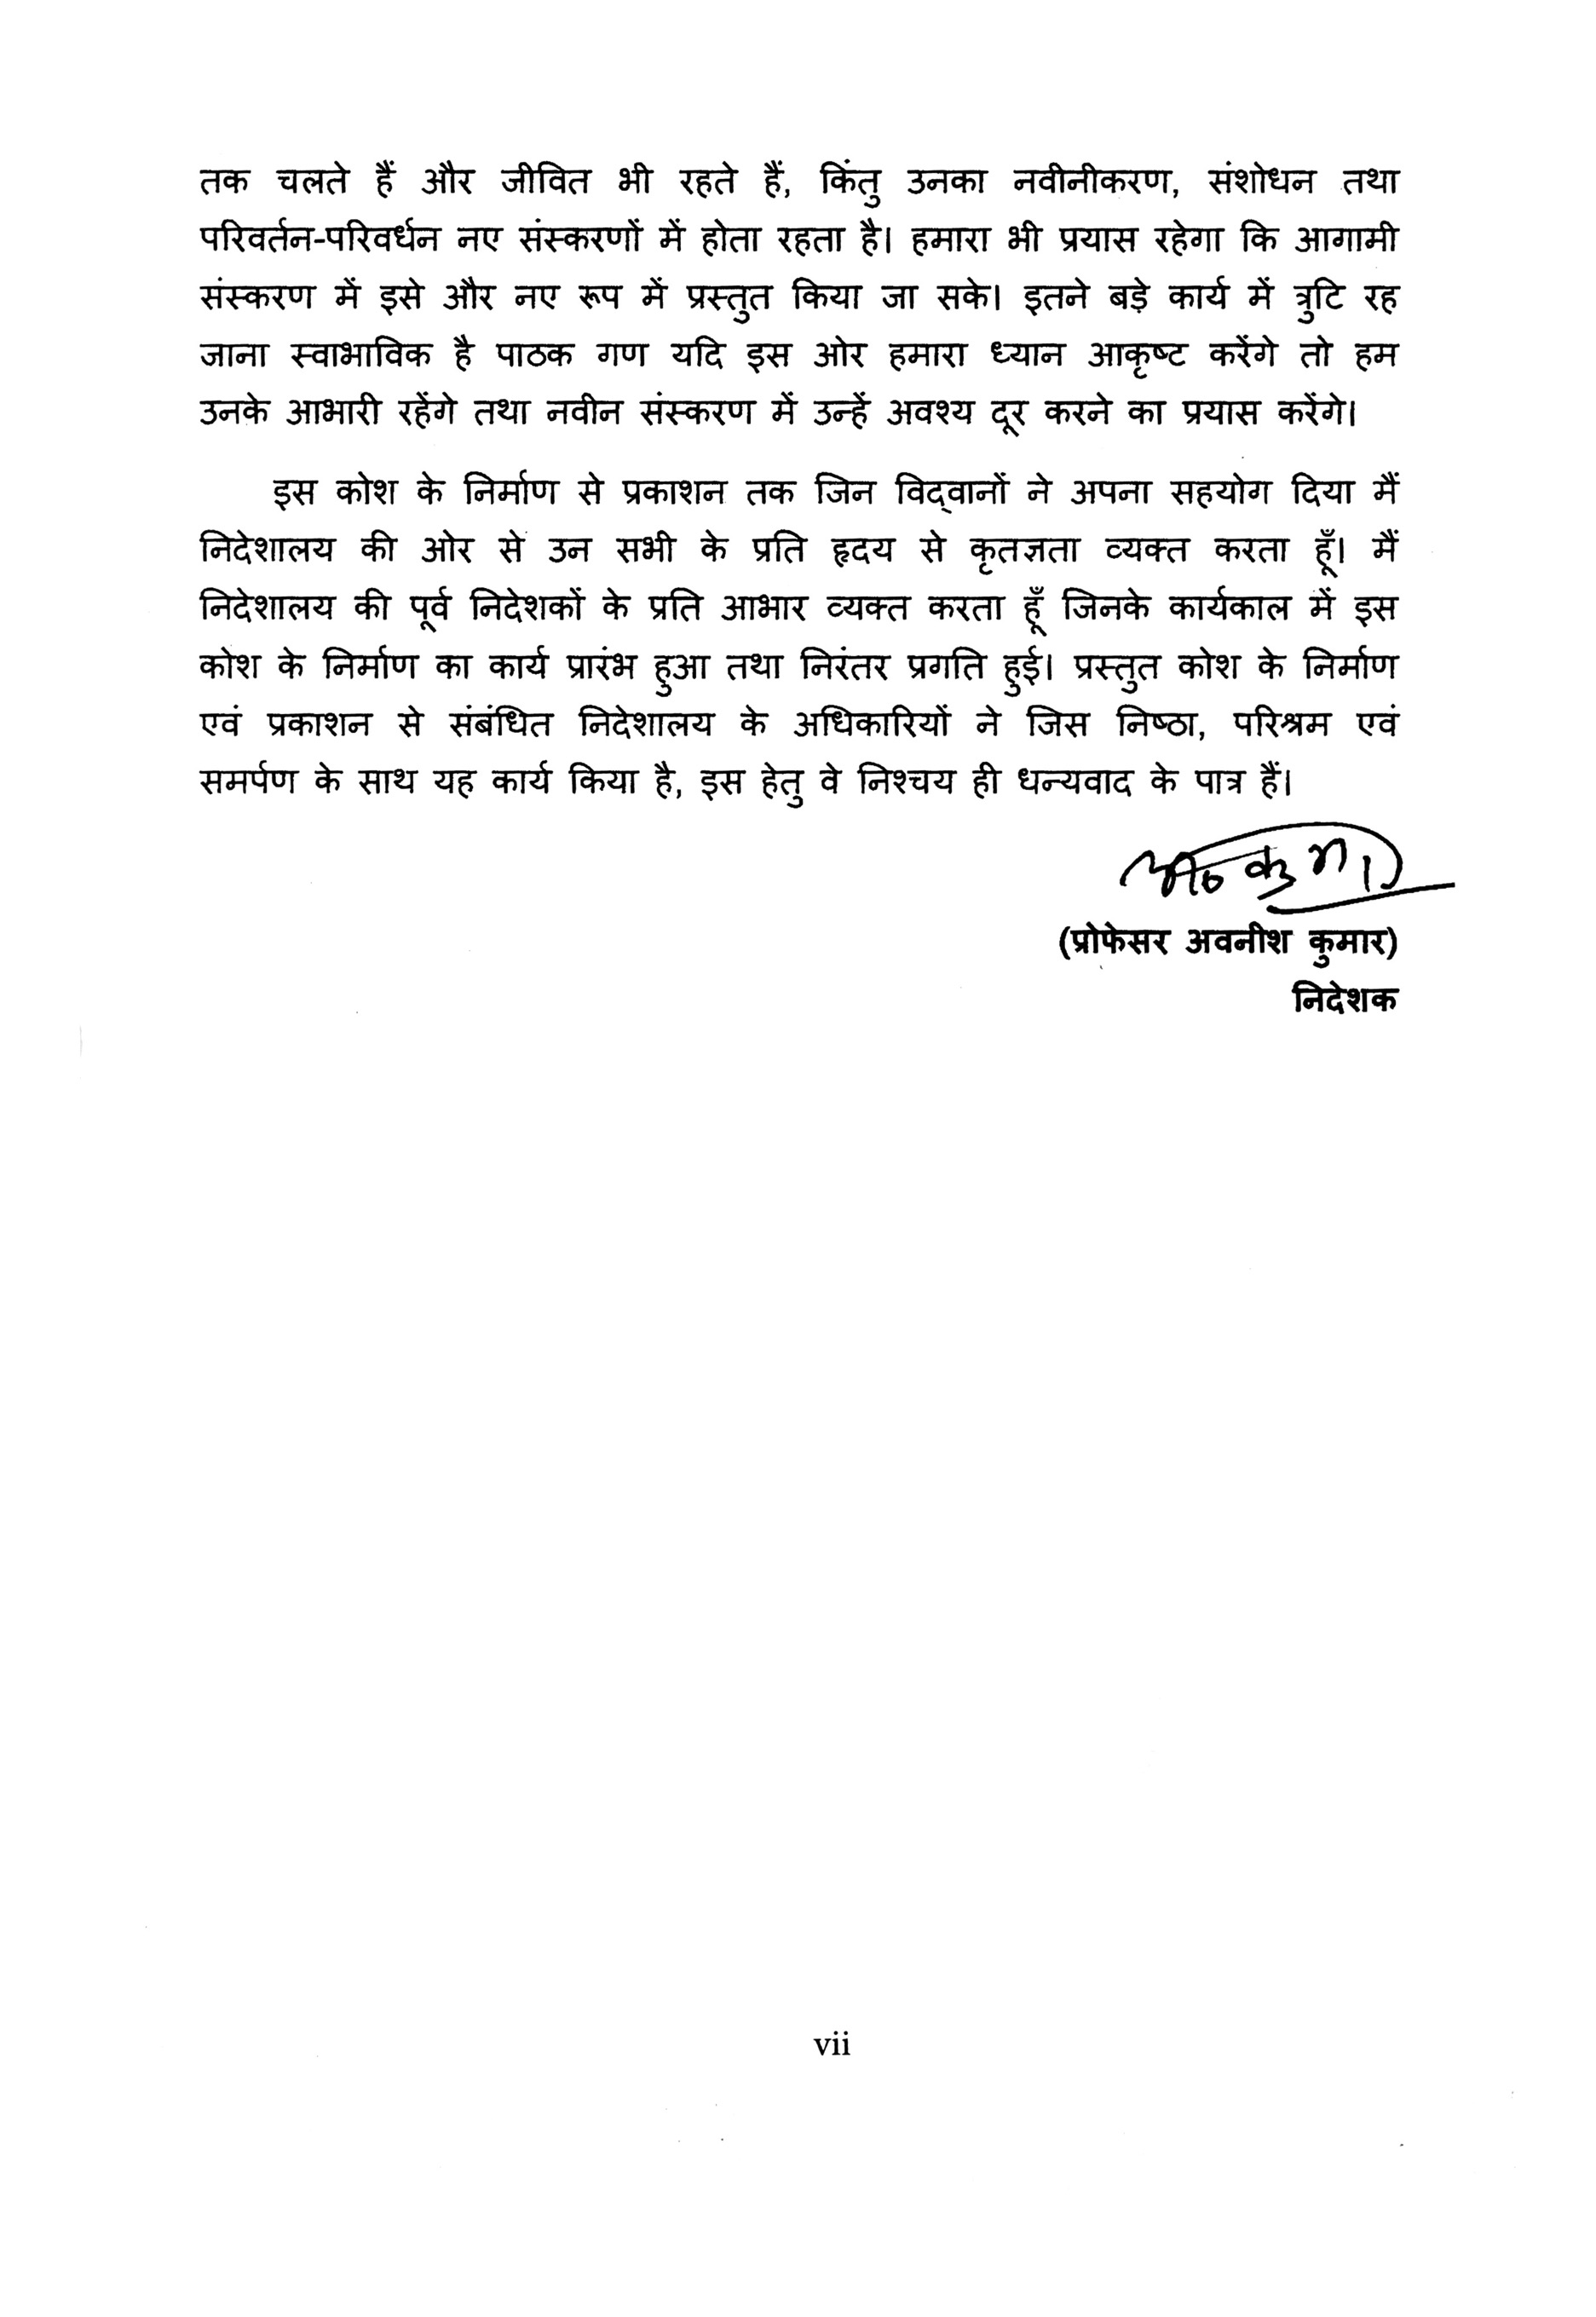 तक चलते हैं और जीवित भी रहते हैं, किंतु उनका नवीनीकरण, संशोधन तथा
परिवर्तन-परिवर्धन नए संस्करणों में होता रहता है। हमारा भी प्रयास रहेगा कि आगामी
संस्करण में इसे और नए रूप में प्रस्तुत किया जा सके। इतने बड़े कार्य में त्रुटि रह
जाना स्वाभाविक है पाठक गण यदि इस ओर हमारा ध्यान आकृष्ट करेंगे तो हम
उनके आभारी रहेंगे तथा नवीन संस्करण में उन्हें अवश्य दूर करने का प्रयास करेंगे।
इस कोश के निर्माण से प्रकाशन तक जिन विद्‌वानों ने अपना सहयोग दिया मैं
निदेशालय की ओर से उन सभी के प्रति हृदय से कृतज्ञता व्यक्त करता हूँ। मैं
निदेशालय की पूर्व निदेशकों के प्रति आभार व्यक्त करता हूँ जिनके कार्यकाल में इस
कोश के निर्माण का कार्य प्रारंभ हुआ तथा निरंतर प्रगति हुई। प्रस्तुत कोश के निर्माण
एवं प्रकाशन से संबंधित निदेशालय के अधिकारियों ने जिस निष्ठा, परिश्रम एवं
समर्पण के साथ यह कार्य किया है, इस हेतु वे निश्चय ही धन्यवाद के पात्र हैं।
(प्रोफेसर अवनीश कुमार)
निदेशक
vii